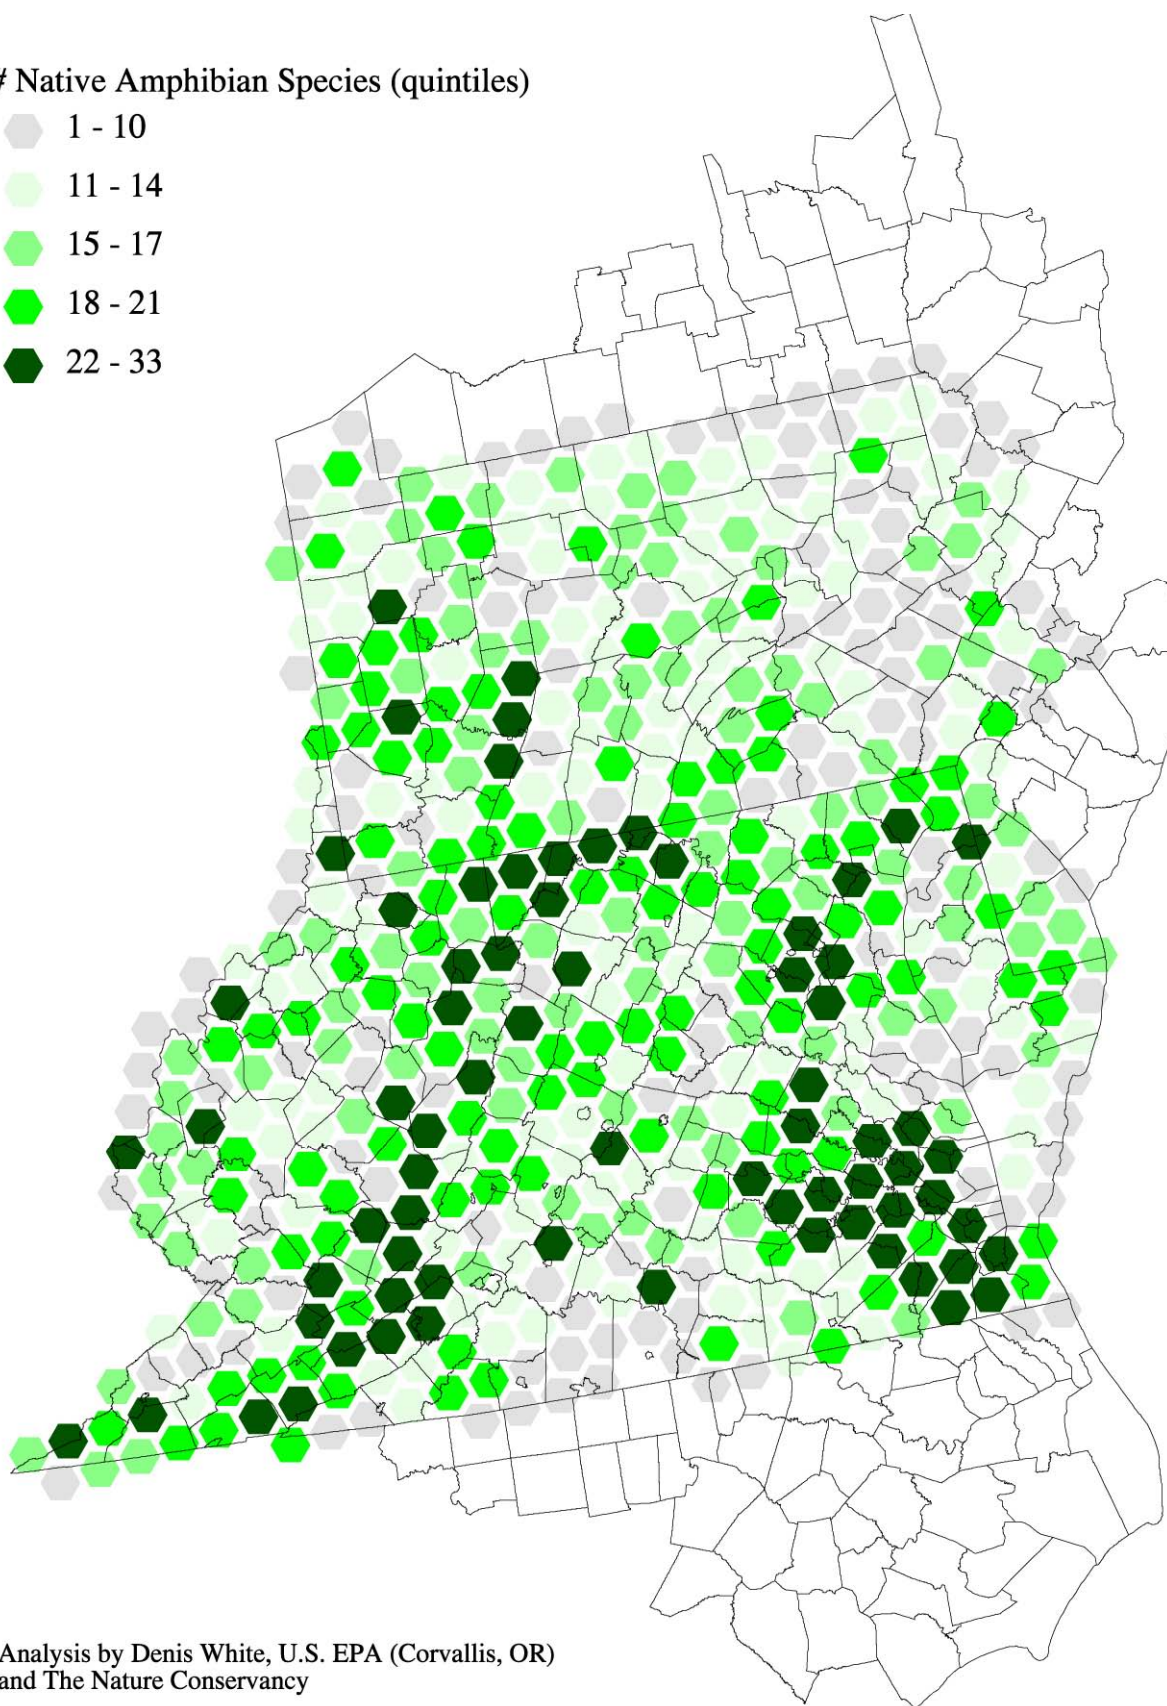 # Native Amphibian Species (quintiles)
1 - 10
11 - 14
15 - 17
18 - 21
22 - 33
Analysis by Denis White, U.S. EPA (Corvallis, OR)
and The Nature Conservancy